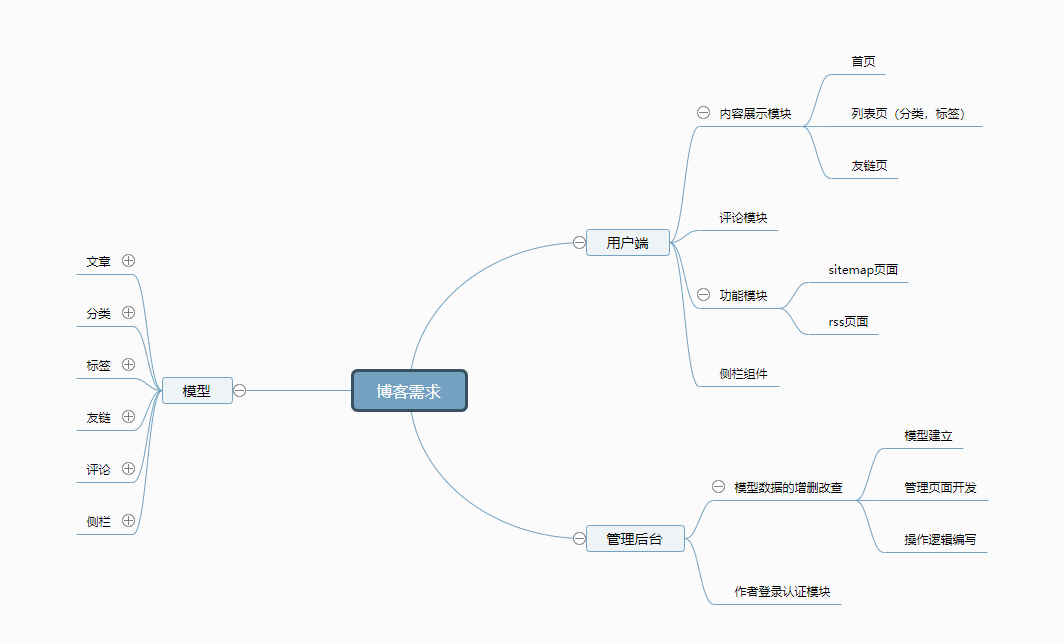 首页
内容展示模块
列表页（分类，标签）
友链页
评论模块
用户端
sitemap页面
功能模块
rss页面
侧栏组件
文章
分类
标签
友链
评论
侧栏
模型
博客需求
模型建立
模型数据的增删改查
管理页面开发
操作逻辑编写
管理后台
作者登录认证模块